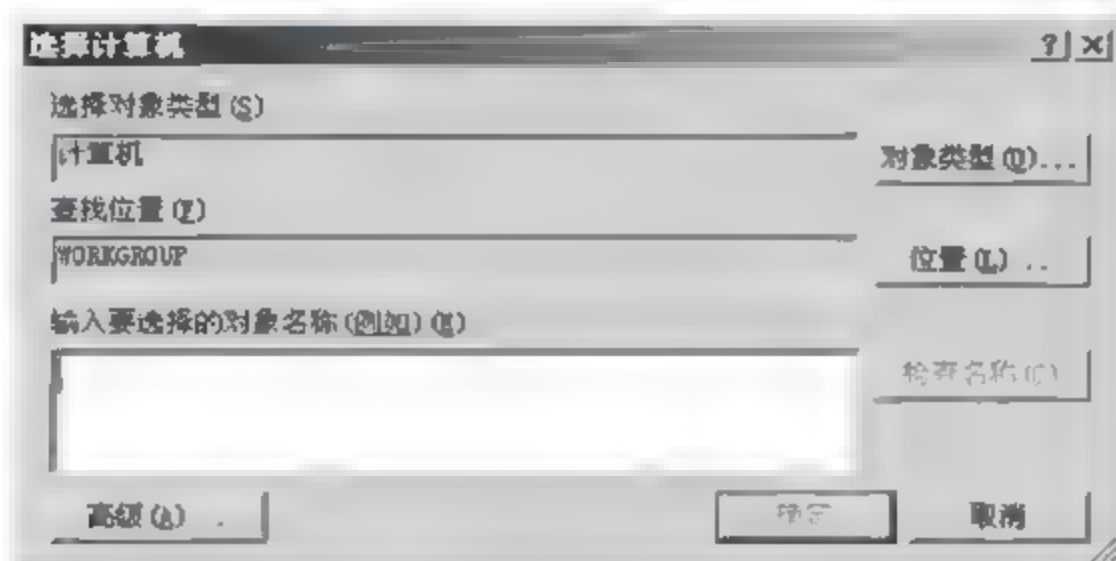 选择计算机
选择对象类型(S)
计算机
对象类型(O)...
查找位置(F)
WORKGROUP
位置(L)...
输入要选择的对象名称(例如)(E)
检查名称(C)
高级(A)...
确定
取消